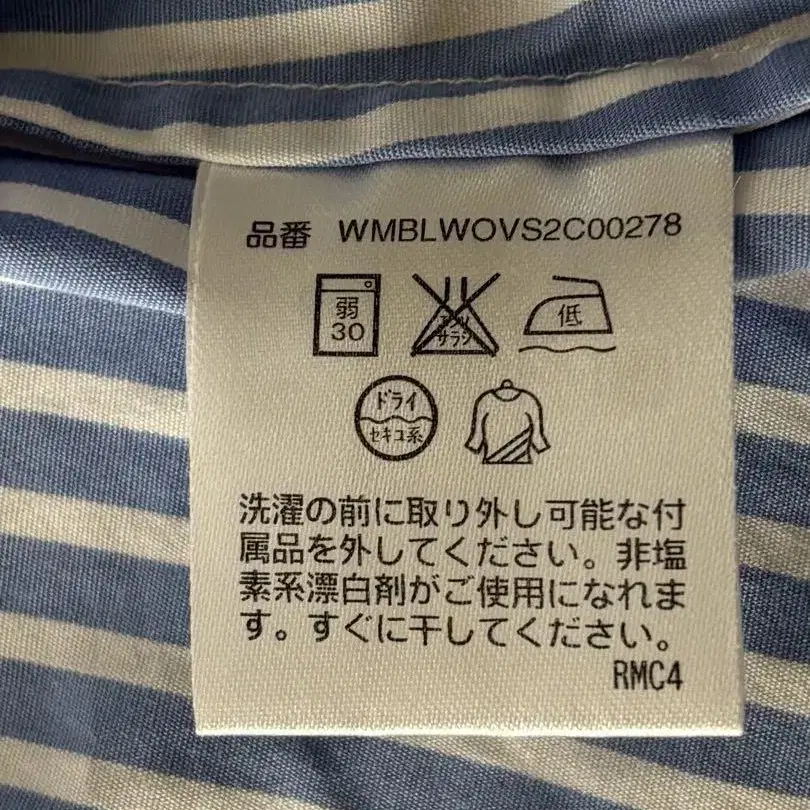 品番 WMBLWOVS2C00278
弱
30
エンソ
サラシ
低
ドライ
セキユ系
洗濯の前に取り外し可能な付
属品を外してください。非塩
素系漂白剤がご使用になれま
す。すぐに干してください。
RMC4